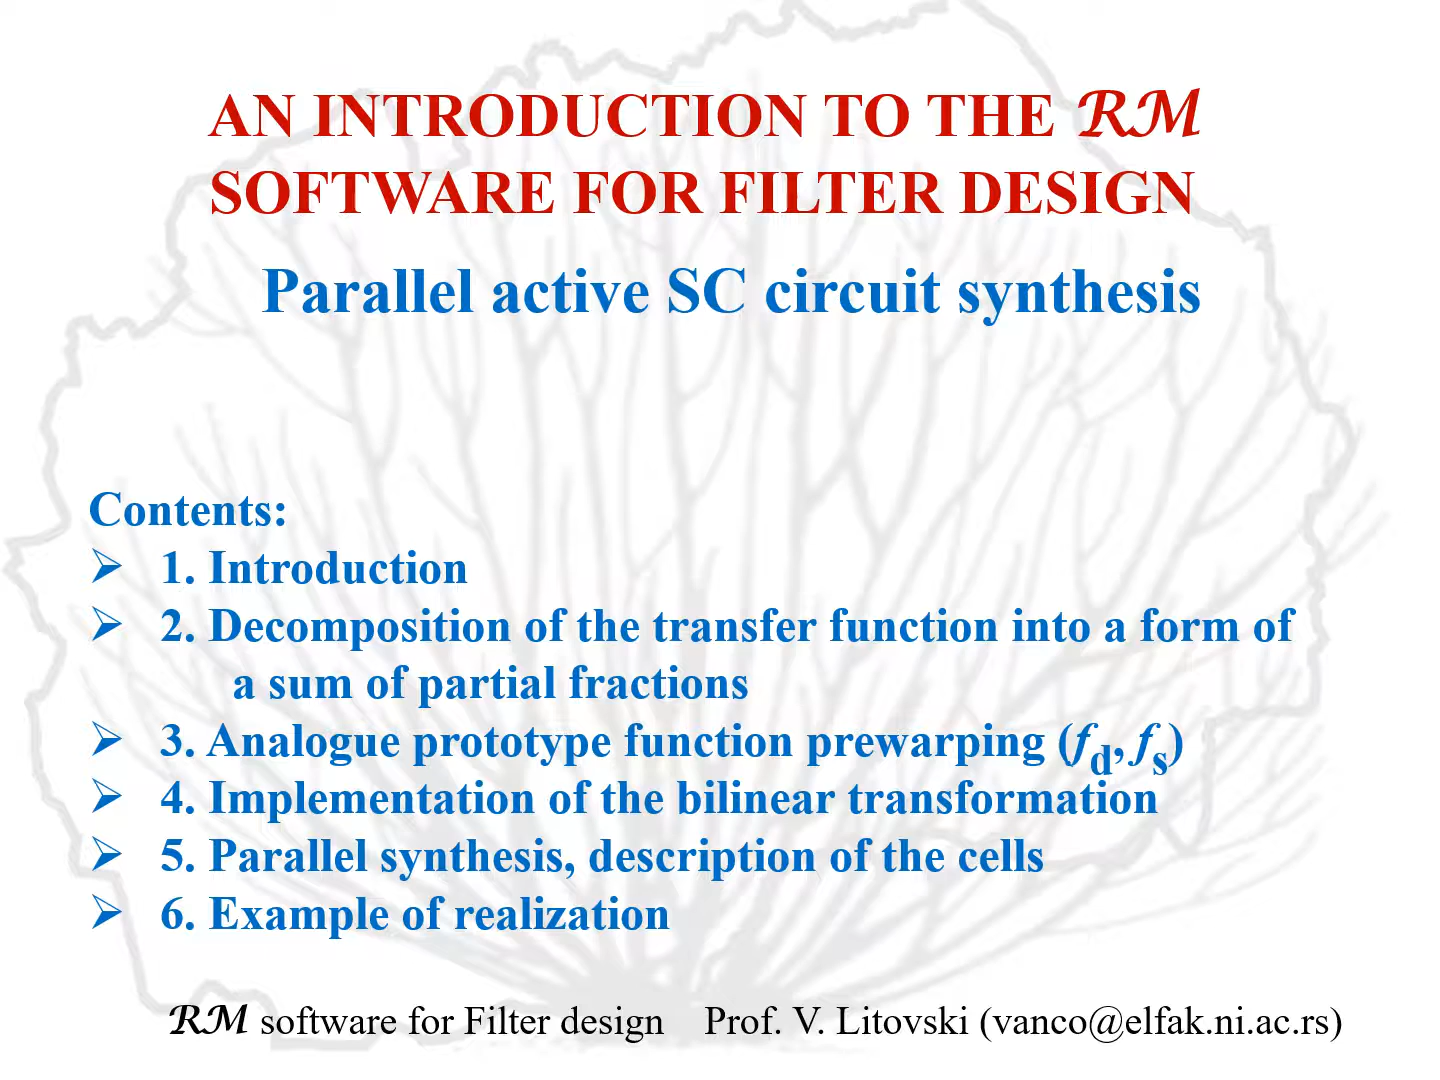 AN INTRODUCTION TO THE RM
SOFTWARE FOR FILTER DESIGN
Parallel active SC circuit synthesis
Contents:
➢ 1. Introduction
➢ 2. Decomposition of the transfer function into a form of
a sum of partial fractions
➢ 3. Analogue prototype function prewarping (fd, fs)
➢ 4. Implementation of the bilinear transformation
➢ 5. Parallel synthesis, description of the cells
➢ 6. Example of realization
RM software for Filter design Prof. V. Litovski (vanco@elfak.ni.ac.rs)